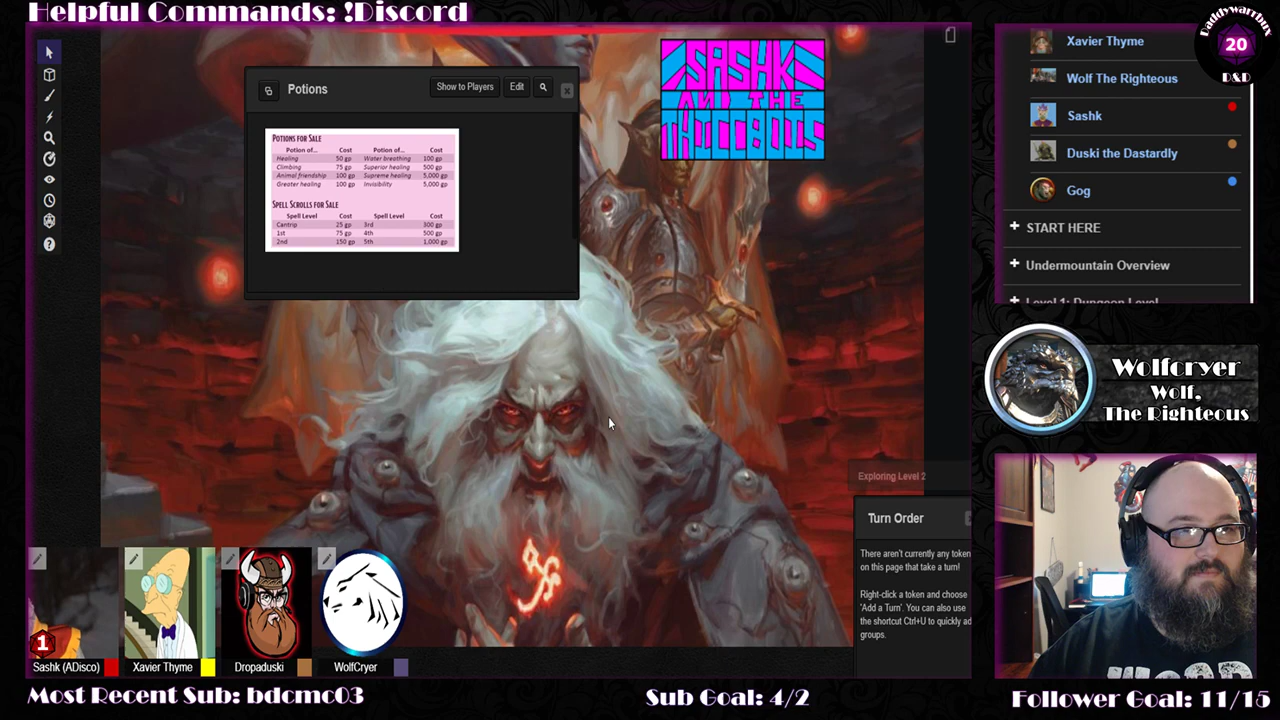 Helpful Commands: !Discord
Potions
Show to Players
Edit
POTIONS FOR SALE
Potion of... Cost Potion of... Cost
Healing 50 gp Water breathing 100 gp
Climbing 75 gp Superior healing 500 gp
Animal friendship 100 gp Supreme healing 5,000 gp
Greater healing 100 gp Invisibility 5,000 gp
SPELL SCROLLS FOR SALE
Spell Level Cost Spell Level Cost
Cantrip 25 gp 3rd 300 gp
1st 75 gp 4th 500 gp
2nd 150 gp 5th 1,000 gp
SASHK
AND THE
THICCBOIS
Xavier Thyme
Wolf The Righteous
Sashk
Duski the Dastardly
Gog
START HERE
Undermountain Overview
Level 1: Dungeon Level
20
D&D
Wolfcryer
Wolf,
The Righteous
Exploring Level 2
Turn Order
There aren't currently any token
on this page that take a turn!
Right-click a token and choose
'Add a Turn'. You can also use
the shortcut Ctrl+U to quickly ad
groups.
1
Sashk (ADisco)
Xavier Thyme
Dropaduski
WolfCryer
Most Recent Sub: bdcmc03
Sub Goal: 4/2
Follower Goal: 11/15